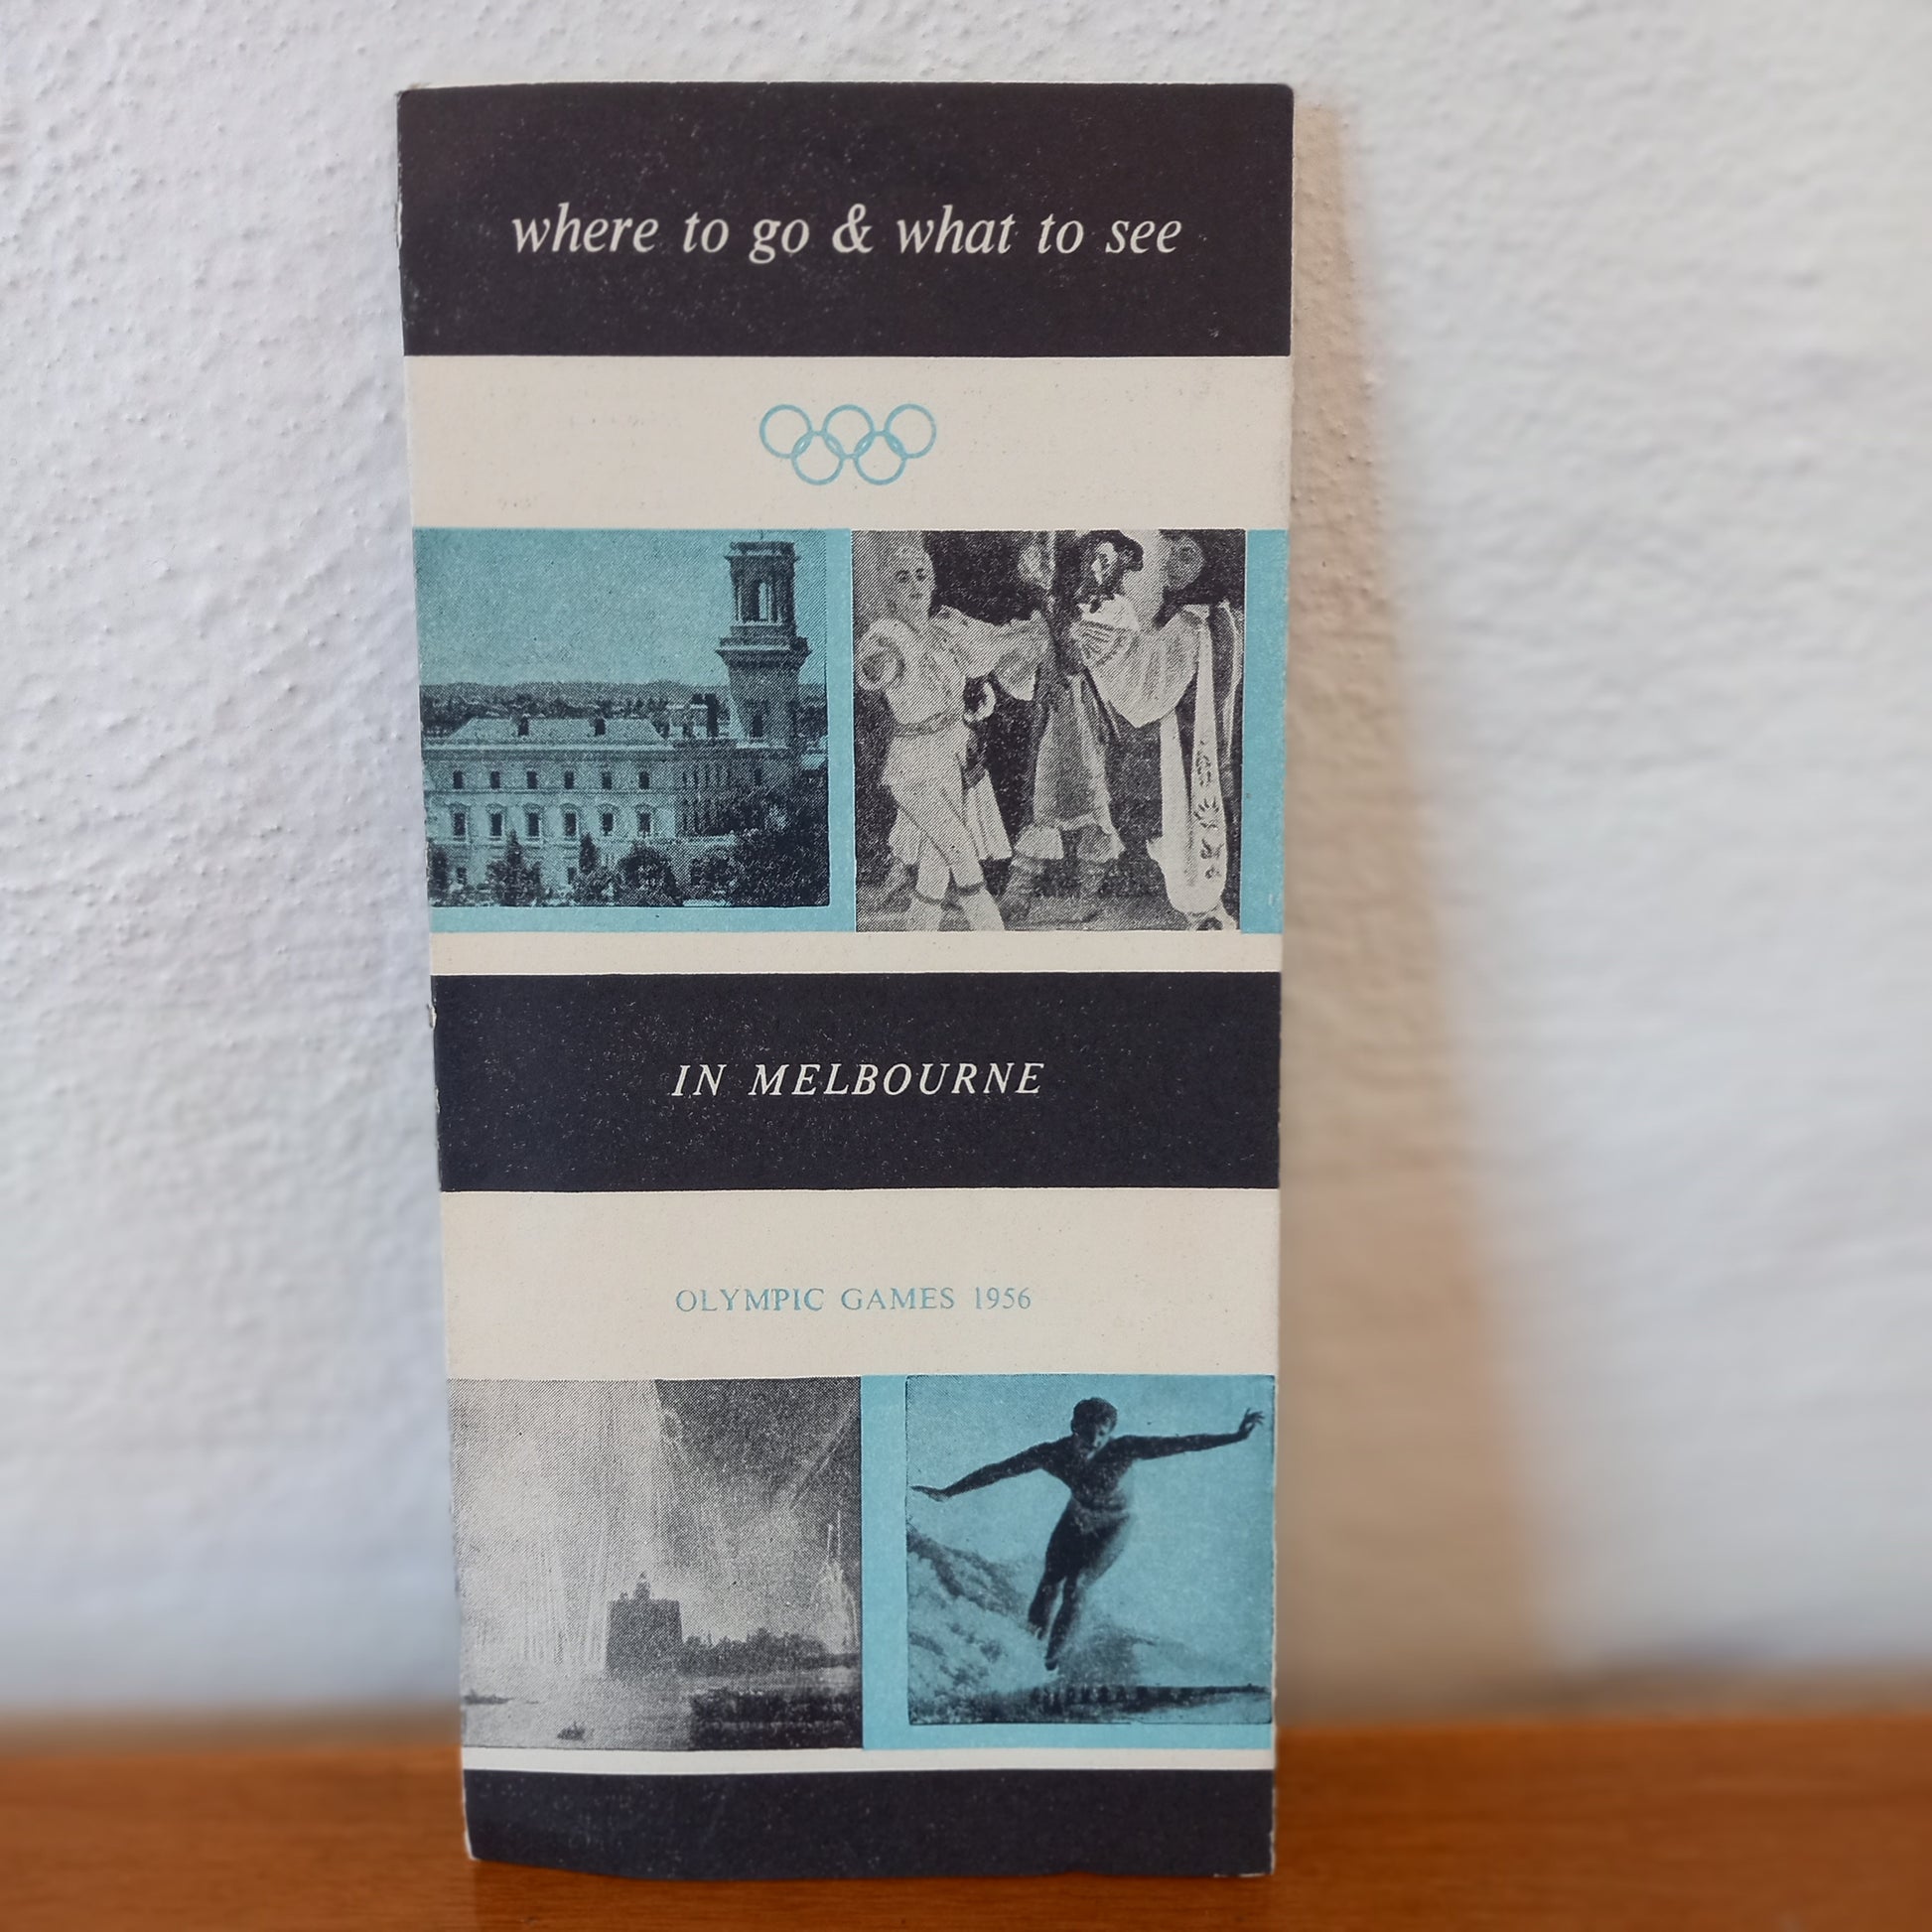 where to go & what to see
IN MELBOURNE
OLYMPIC GAMES 1956